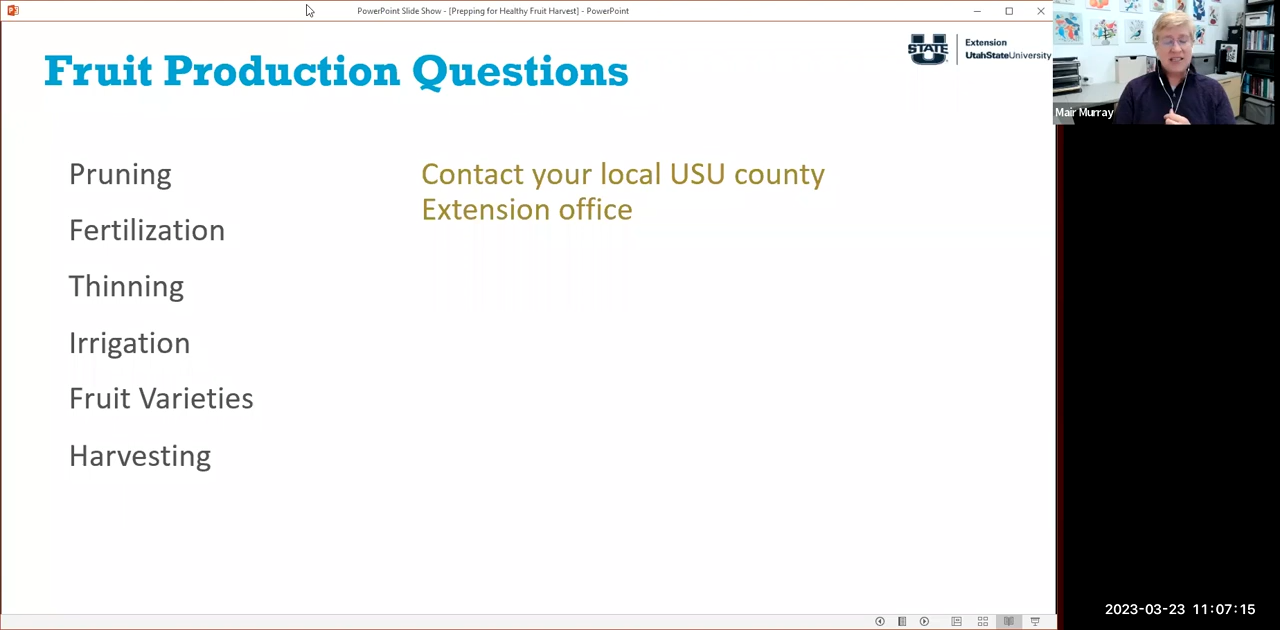 PowerPoint Slide Show - [Prepping for Healthy Fruit Harvest] - PowerPoint
Fruit Production Questions
U
STATE
Extension
UtahStateUniversity
Mair Murray
Pruning
Contact your local USU county
Extension office
Fertilization
Thinning
Irrigation
Fruit Varieties
Harvesting
2023-03-23 11:07:15